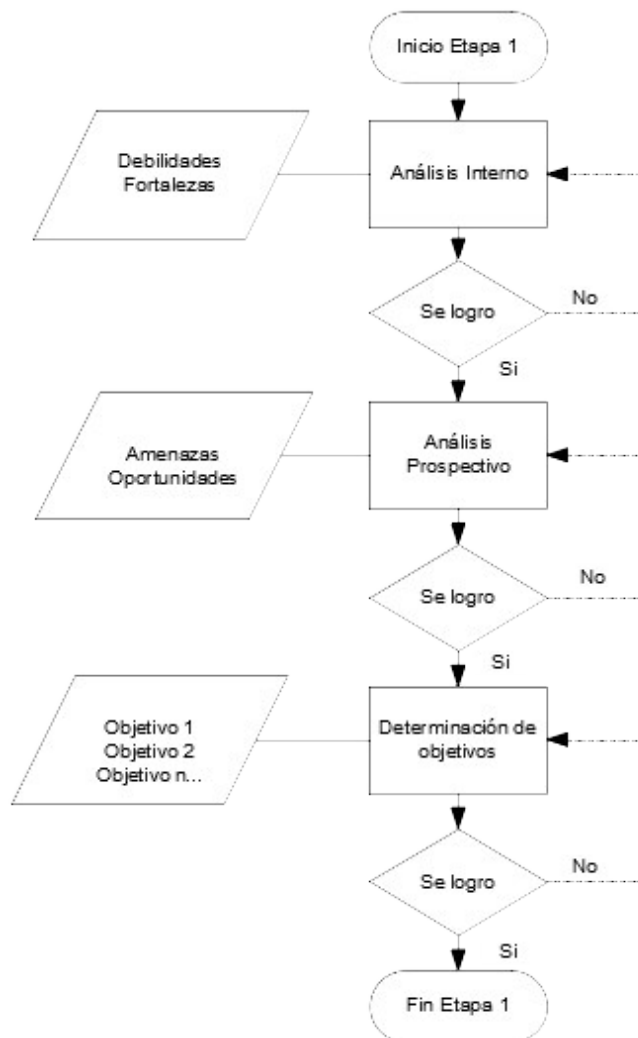 Inicio Etapa 1
Debilidades
Fortalezas
Análisis Interno
Se logro
No
Si
Amenazas
Oportunidades
Análisis
Prospectivo
Se logro
No
Si
Objetivo 1
Objetivo 2
Objetivo n...
Determinación de
objetivos
Se logro
No
Si
Fin Etapa 1